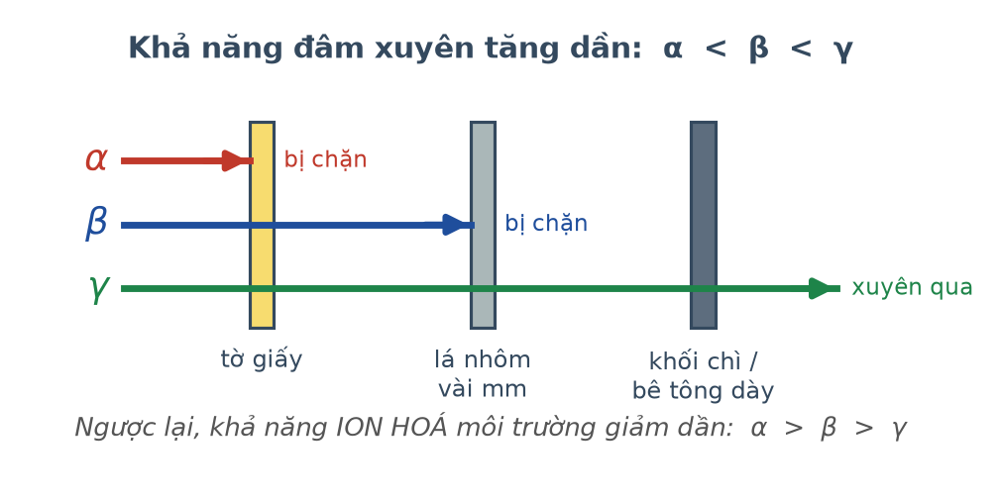 Khả năng đâm xuyên tăng dần: α < β < γ
α
bị chặn
β
bị chặn
γ
xuyên qua
tờ giấy
lá nhôm
vài mm
khối chì /
bê tông dày
Ngược lại, khả năng ION HOÁ môi trường giảm dần: α > β > γ